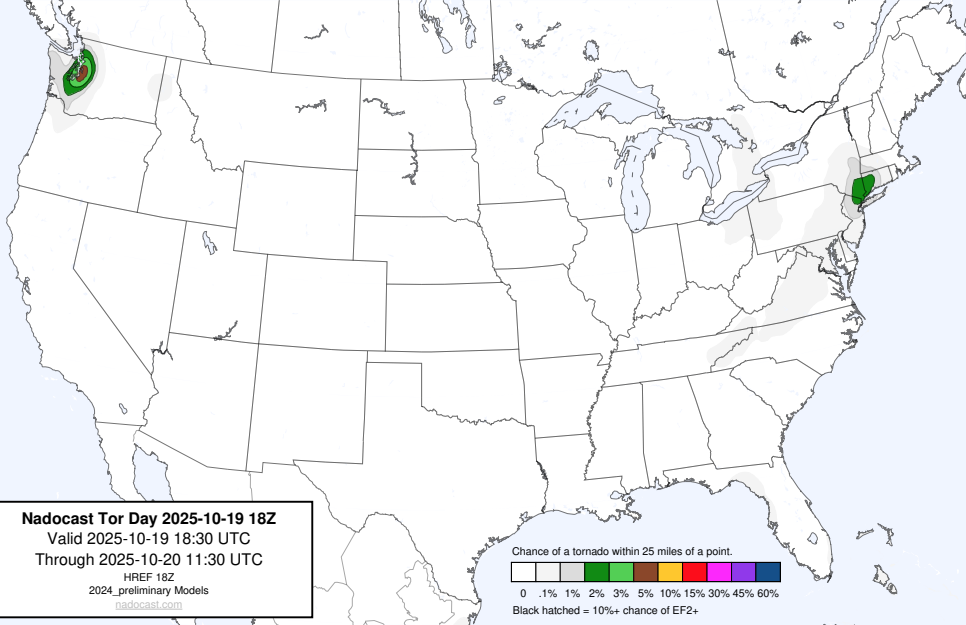 Nadocast Tor Day 2025-10-19 18Z
Valid 2025-10-19 18:30 UTC
Through 2025-10-20 11:30 UTC
HREF 18Z
2024_preliminary Models
nadocast.com
Chance of a tornado within 25 miles of a point.
0 .1% 1% 2% 3% 5% 10% 15% 30% 45% 60%
Black hatched = 10%+ chance of EF2+